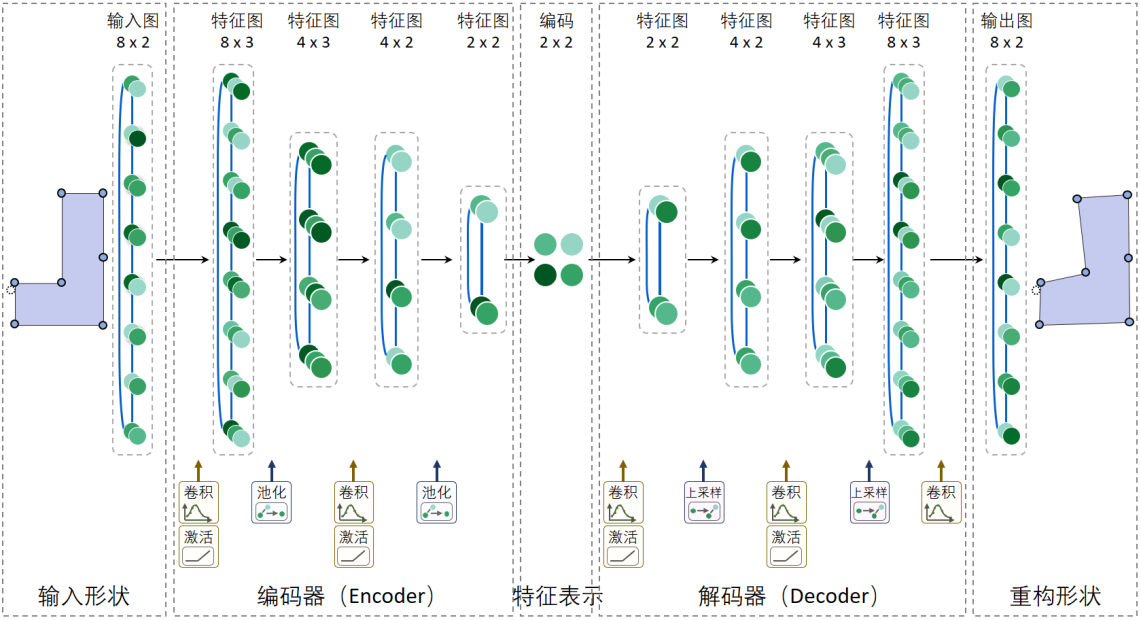 输入图 特征图 特征图 特征图 特征图 编码 特征图 特征图 特征图 特征图 输出图
8 x 2 8 x 3 4 x 3 4 x 2 2 x 2 2 x 2 2 x 2 4 x 2 4 x 3 8 x 3 8 x 2
卷积 池化 卷积 池化 卷积 上采样 卷积 上采样 卷积
激活 激活 激活 激活
输入形状 编码器（Encoder） 特征表示 解码器（Decoder） 重构形状